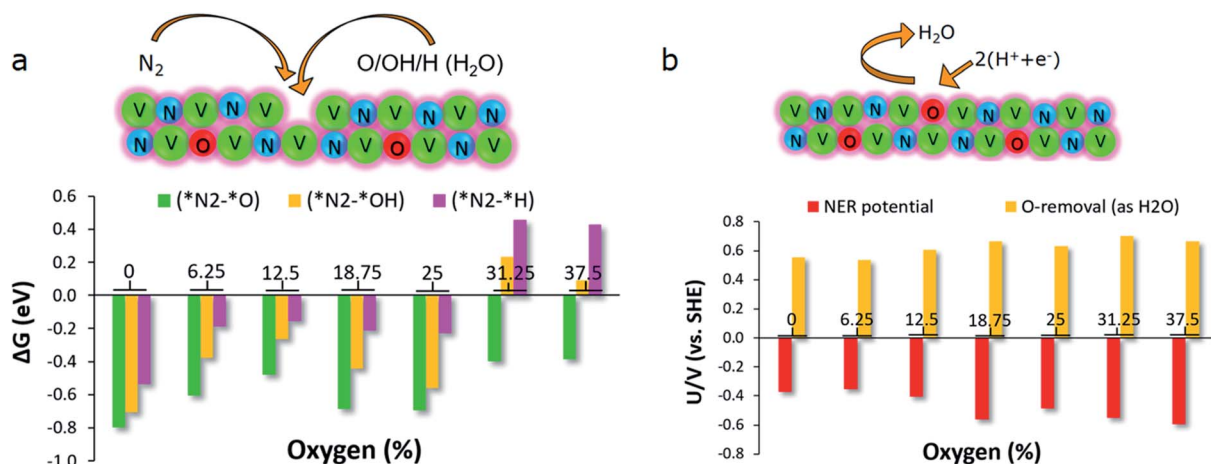 a
N2
O/OH/H (H2O)
V N V N V V N V N V N
N V O V N V N V O V N V
(*N2-*O) (*N2-*OH) (*N2-*H)
ΔG (eV)
0.6
0.4
0.2
0.0
-0.2
-0.4
-0.6
-0.8
-1.0
0 6.25 12.5 18.75 25 31.25 37.5
Oxygen (%)
b
H2O
2(H⁺+e⁻)
V N V N V O V N V N V N
N V O V N V N V O V N V
NER potential O-removal (as H2O)
U/V (vs. SHE)
0.8
0.6
0.4
0.2
0.0
-0.2
-0.4
-0.6
-0.8
0 6.25 12.5 18.75 25 31.25 37.5
Oxygen (%)